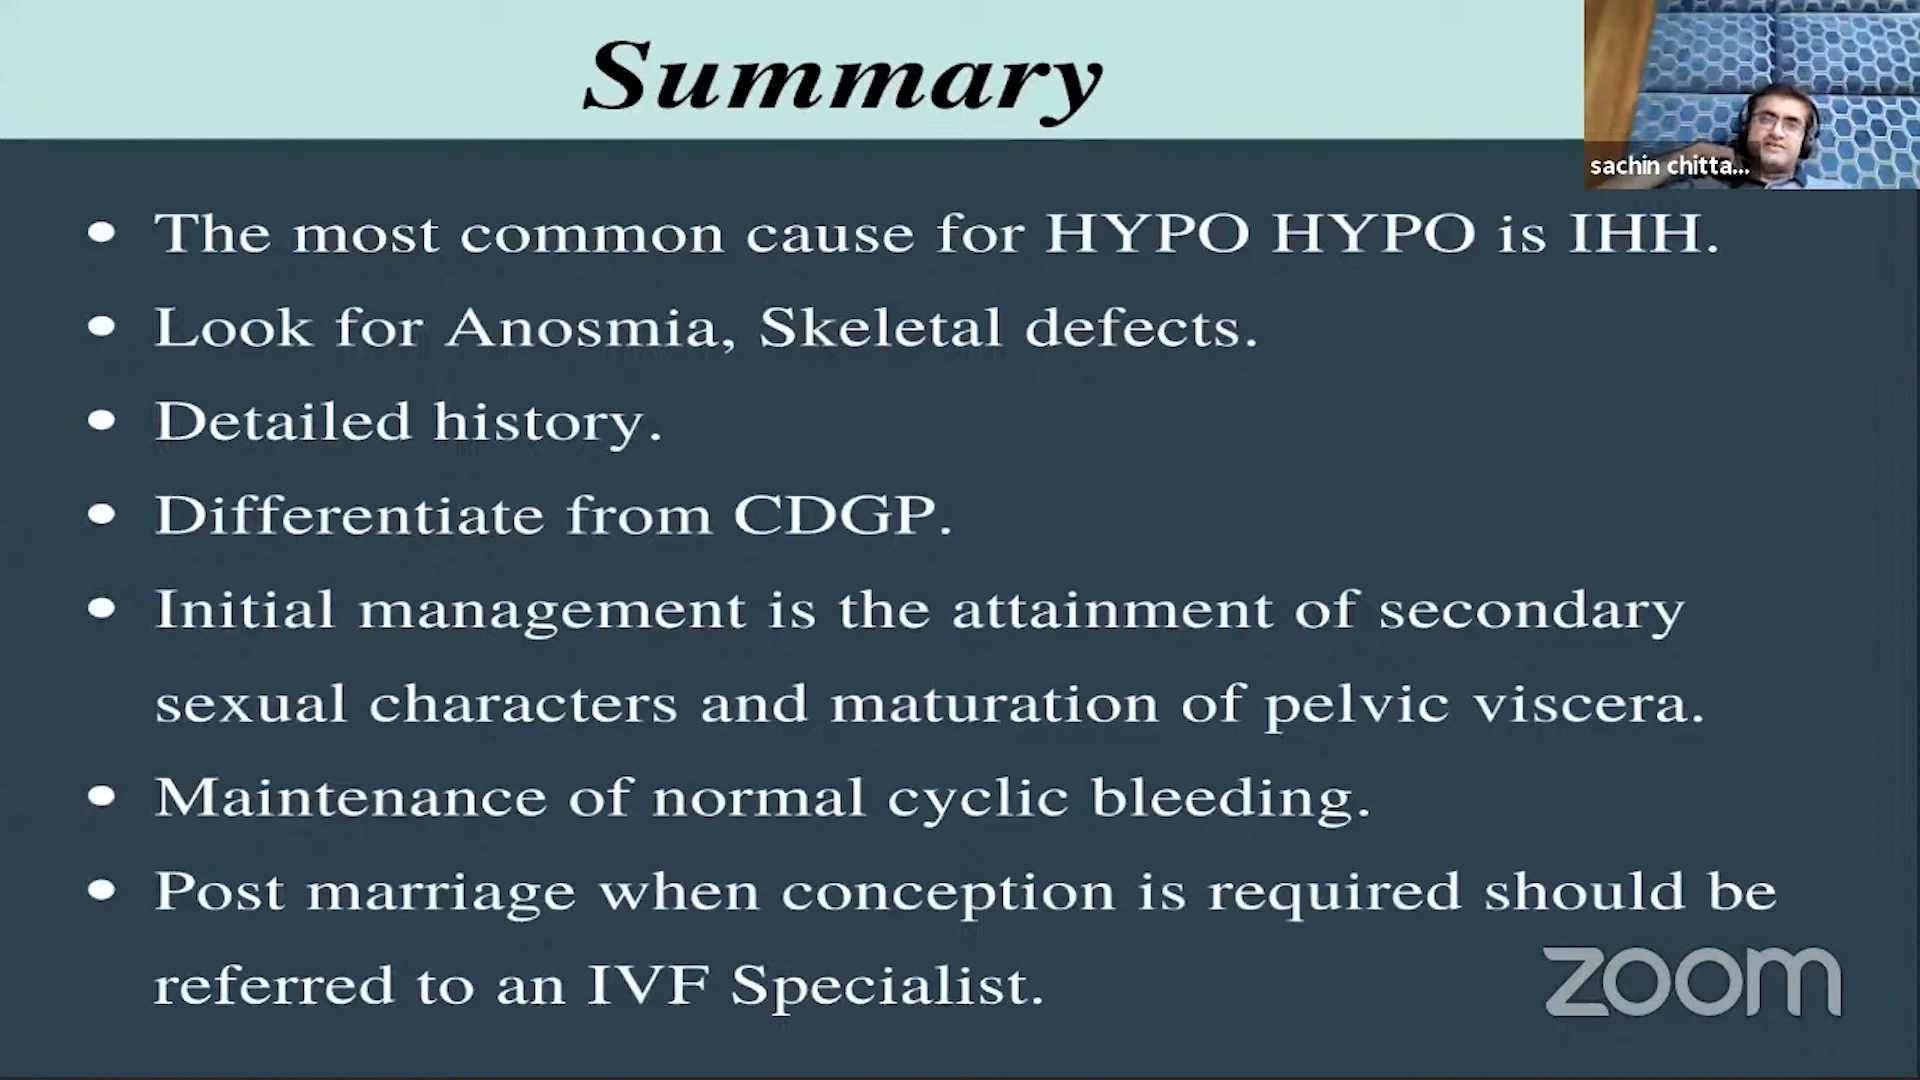 Summary
sachin chitta...
• The most common cause for HYPO HYPO is IHH.
• Look for Anosmia, Skeletal defects.
• Detailed history.
• Differentiate from CDGP.
• Initial management is the attainment of secondary
sexual characters and maturation of pelvic viscera.
• Maintenance of normal cyclic bleeding.
• Post marriage when conception is required should be
referred to an IVF Specialist.
zoom